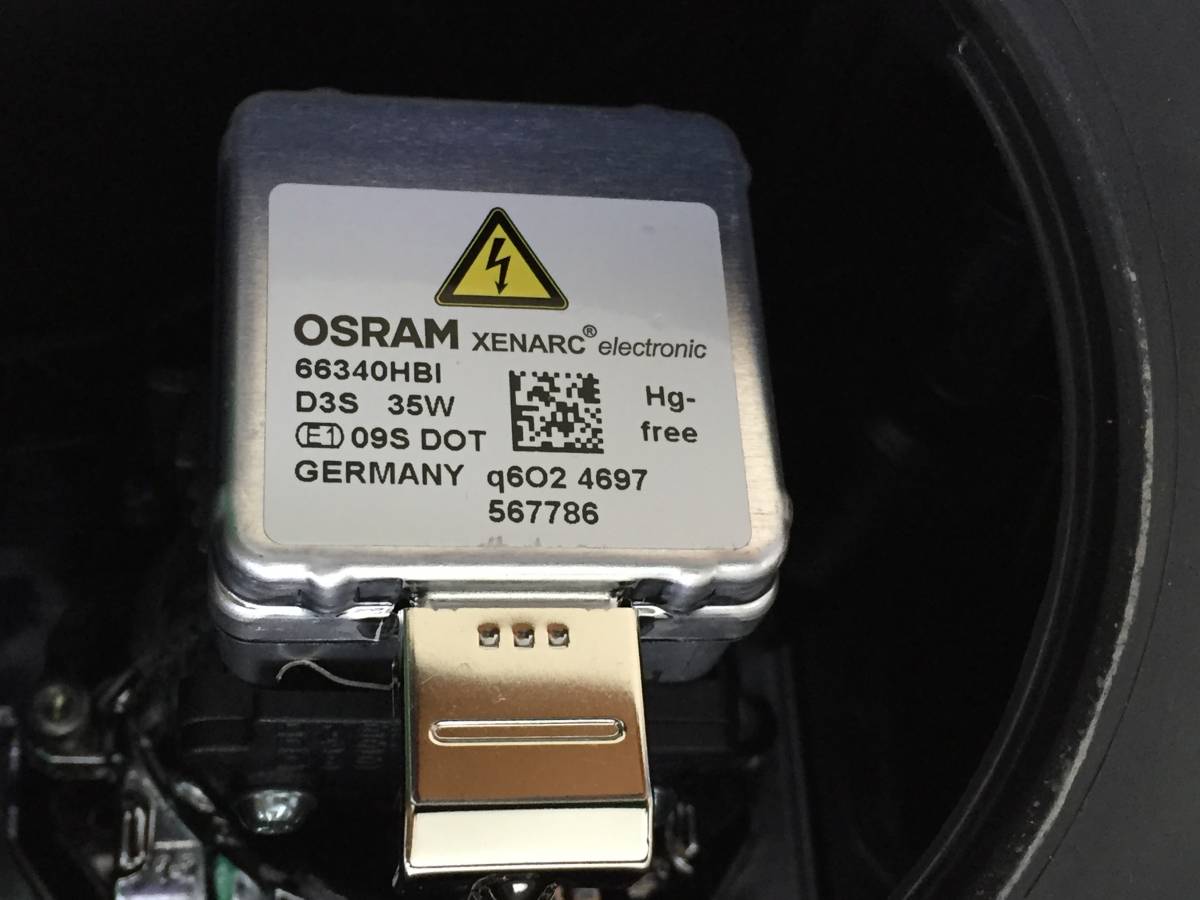 OSRAM XENARC® electronic
66340HBI
D3S 35W
Hg-
E1 09S DOT
free
GERMANY q6O2 4697
567786